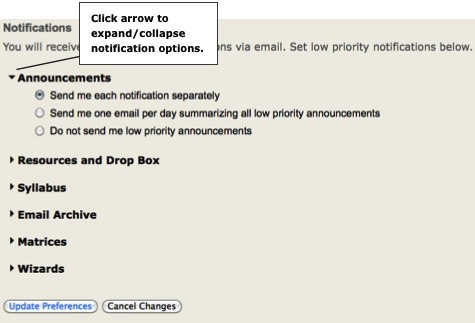 Click arrow to
expand/collapse
notification options.
Notifications
You will receive ons via email. Set low priority notifications below.
Announcements
Send me each notification separately
Send me one email per day summarizing all low priority announcements
Do not send me low priority announcements
Resources and Drop Box
Syllabus
Email Archive
Matrices
Wizards
Update Preferences Cancel Changes